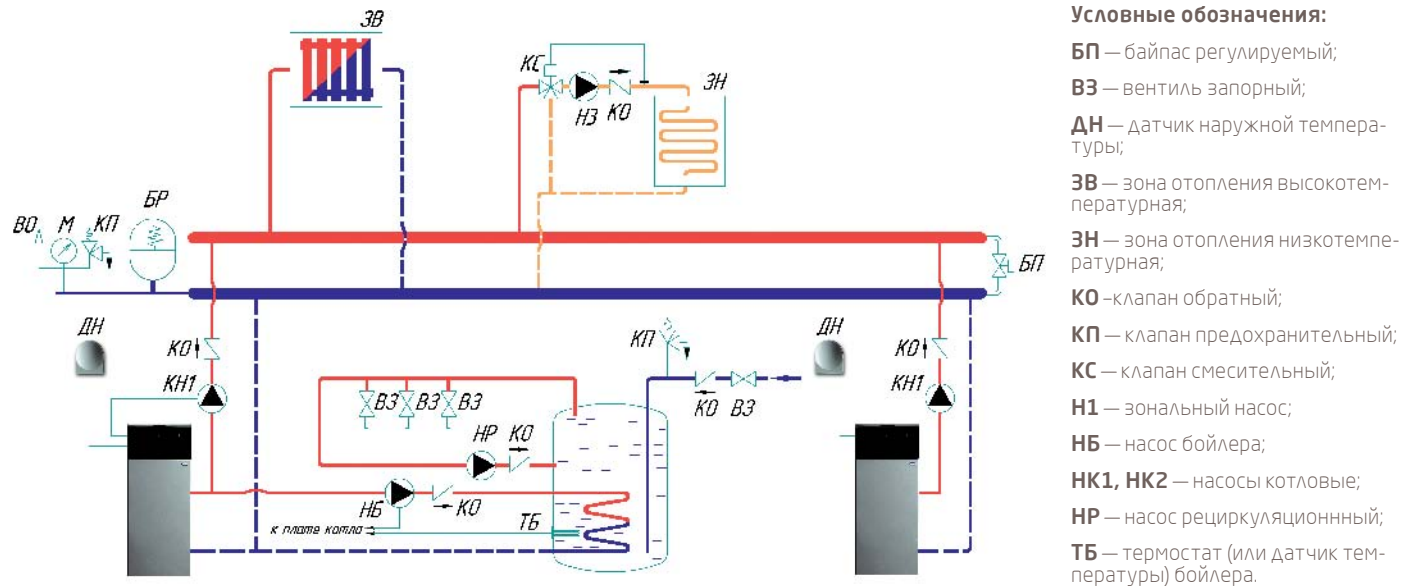 ЗВ
КС
НЗ
КО
ЗН
ВО
М
КП
БР
БП
ДН
КО
КН1
ВЗ
ВЗ
ВЗ
НР
КО
НБ
КО
к плате котла
ТБ
КП
КО
ВЗ
ДН
КО
КН1
Условные обозначения:
БП — байпас регулируемый;
ВЗ — вентиль запорный;
ДН — датчик наружной темпера-
туры;
ЗВ — зона отопления высокотем-
пературная;
ЗН — зона отопления низкотемпе-
ратурная;
КО –клапан обратный;
КП — клапан предохранительный;
КС — клапан смесительный;
Н1 — зональный насос;
НБ — насос бойлера;
НК1, НК2 — насосы котловые;
НР — насос рециркуляционнный;
ТБ — термостат (или датчик тем-
пературы) бойлера.